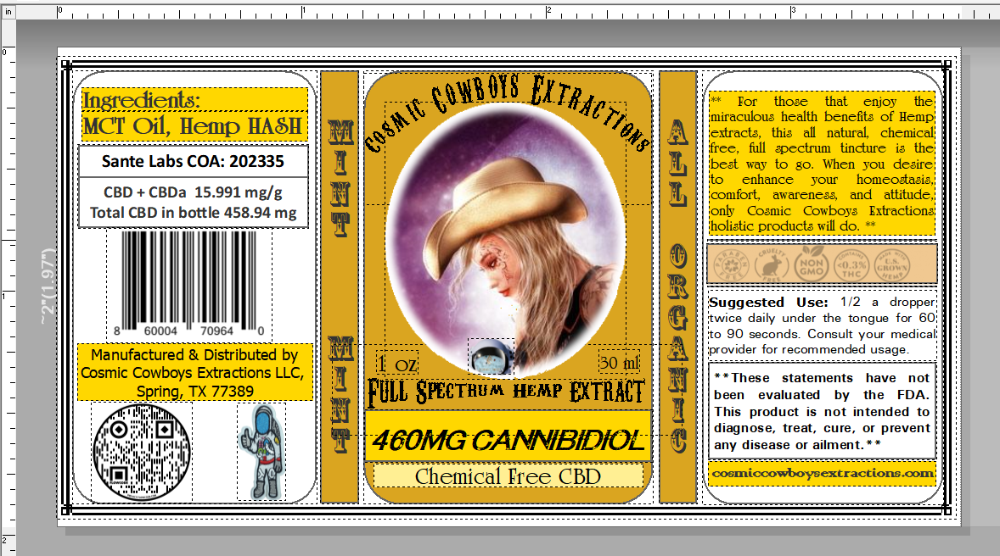 in
0
1
2
3
0
1
2
~2"(1.97")
Ingredients:
MCT Oil, Hemp HASH
Sante Labs COA: 202335
CBD + CBDa 15.991 mg/g
Total CBD in bottle 458.94 mg
8 60004 70964 0
Manufactured & Distributed by
Cosmic Cowboys Extractions LLC,
Spring, TX 77389
MINT
MINT
Cosmic Cowboys Extractions
1 oz
30 ml
Full Spectrum Hemp Extract
460MG CANNIBIDIOL
Chemical Free CBD
ALL ORGANIC
** For those that enjoy the
miraculous health benefits of Hemp
extracts, this all natural, chemical
free, full spectrum tincture is the
best way to go. When you desire
to enhance your homeostasis,
comfort, awareness, and attitude,
only Cosmic Cowboys Extractions
holistic products will do. **
PARABEN FREE
CRUELTY FREE
NON GMO
CONTAINS <0.3% THC
MADE WITH U.S. GROWN HEMP
Suggested Use: 1/2 a dropper
twice daily under the tongue for 60
to 90 seconds. Consult your medical
provider for recommended usage.
**These statements have not
been evaluated by the FDA.
This product is not intended to
diagnose, treat, cure, or prevent
any disease or ailment.**
cosmiccowboysextractions.com